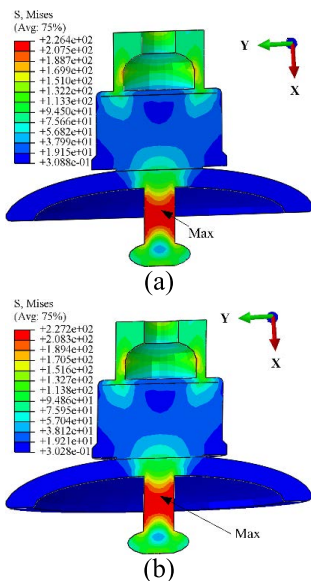 S, Mises
(Avg: 75%)
+2.264e+02
+2.075e+02
+1.887e+02
+1.699e+02
+1.510e+02
+1.322e+02
+1.133e+02
+9.450e+01
+7.566e+01
+5.682e+01
+3.799e+01
+1.915e+01
+3.088e-01
Y
X
Max
(a)
S, Mises
(Avg: 75%)
+2.272e+02
+2.083e+02
+1.894e+02
+1.705e+02
+1.516e+02
+1.327e+02
+1.138e+02
+9.486e+01
+7.595e+01
+5.704e+01
+3.812e+01
+1.921e+01
+3.028e-01
Y
X
Max
(b)